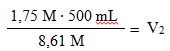 1,75 M · 500 mL
8,61 M
= V₂